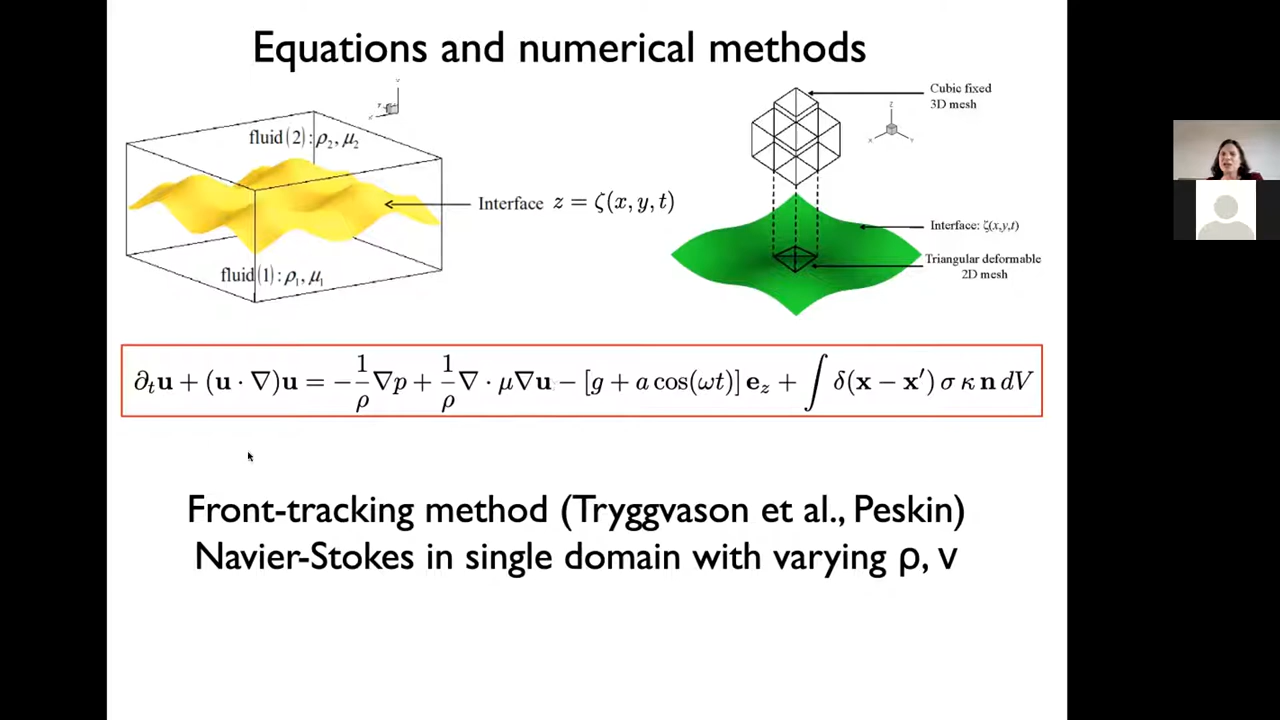 Equations and numerical methods
fluid(2): ρ₂, μ₂
Interface z = ζ(x, y, t)
fluid(1): ρ₁, μ₁
Cubic fixed
3D mesh
Z
X
Y
Interface: ζ(x,y,t)
Triangular deformable
2D mesh
∂ₜu + (u · ∇)u = −1/ρ ∇p + 1/ρ ∇ · μ∇u − [g + a cos(ωt)] e_z + ∫ δ(x − x′) σ κ n dV
Front-tracking method (Tryggvason et al., Peskin)
Navier-Stokes in single domain with varying ρ, ν